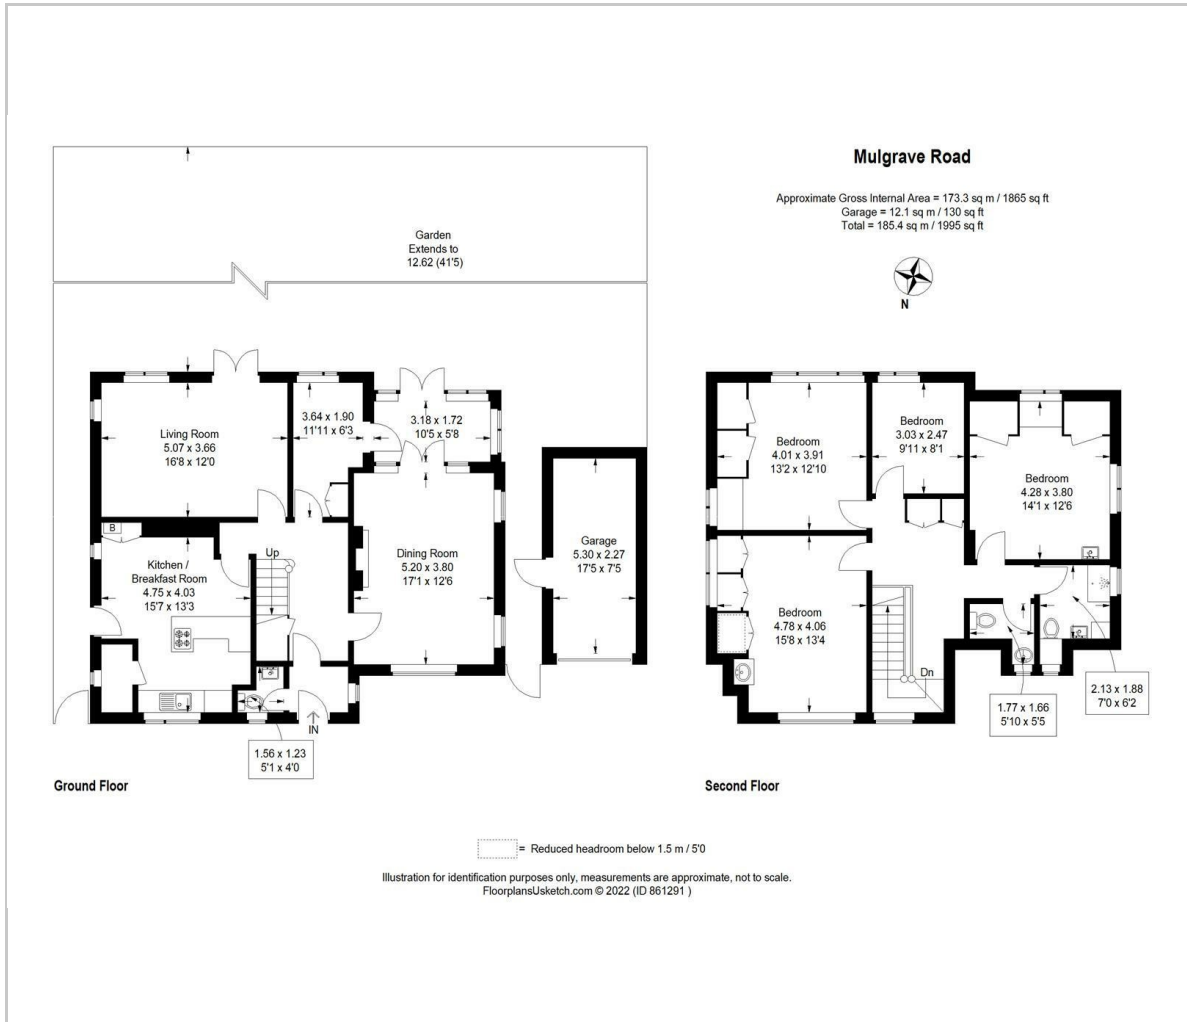 Mulgrave Road
Approximate Gross Internal Area = 173.3 sq m / 1865 sq ft
Garage = 12.1 sq m / 130 sq ft
Total = 185.4 sq m / 1995 sq ft
N
Garden
Extends to
12.62 (41'5)
Living Room
5.07 x 3.66
16'8 x 12'0
3.64 x 1.90
11'11 x 6'3
3.18 x 1.72
10'5 x 5'8
B
Kitchen /
Breakfast Room
4.75 x 4.03
15'7 x 13'3
Up
Dining Room
5.20 x 3.80
17'1 x 12'6
Garage
5.30 x 2.27
17'5 x 7'5
IN
1.56 x 1.23
5'1 x 4'0
Ground Floor
Bedroom
4.01 x 3.91
13'2 x 12'10
Bedroom
3.03 x 2.47
9'11 x 8'1
Bedroom
4.28 x 3.80
14'1 x 12'6
Bedroom
4.78 x 4.06
15'8 x 13'4
Dn
1.77 x 1.66
5'10 x 5'5
2.13 x 1.88
7'0 x 6'2
Second Floor
= Reduced headroom below 1.5 m / 5'0
Illustration for identification purposes only, measurements are approximate, not to scale.
FloorplansUsketch.com © 2022 (ID 861291 )